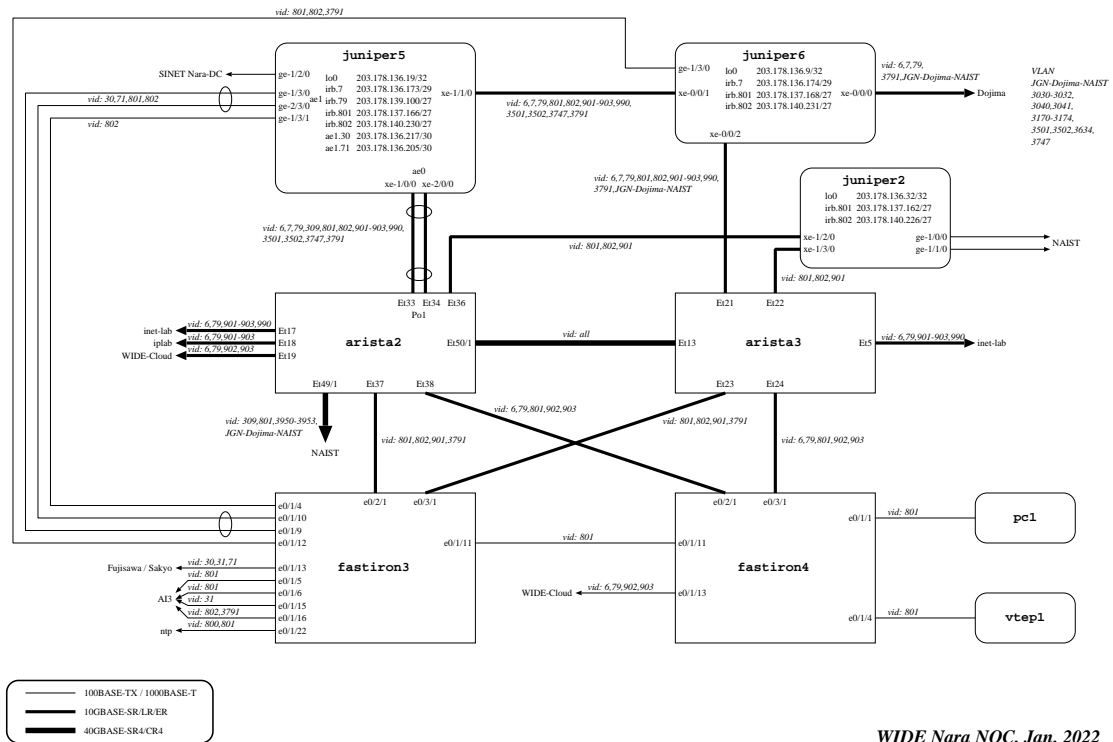 vid: 801,802,3791
juniper5
SINET Nara-DC
ge-1/2/0
ge-1/3/0
ae1
ge-2/3/0
ge-1/3/1
lo0 203.178.136.19/32
irb.7 203.178.136.173/29
irb.79 203.178.139.100/27
irb.801 203.178.137.166/27
irb.802 203.178.140.230/27
ae1.30 203.178.136.217/30
ae1.71 203.178.136.205/30
xe-1/1/0
ae0
xe-1/0/0 xe-2/0/0
vid: 30,71,801,802
vid: 802
vid: 6,7,79,801,802,901-903,990,
3501,3502,3747,3791
juniper6
ge-1/3/0
lo0 203.178.136.9/32
irb.7 203.178.136.174/29
irb.801 203.178.137.168/27
irb.802 203.178.140.231/27
xe-0/0/1
xe-0/0/0
xe-0/0/2
vid: 6,7,79,
3791,JGN-Dojima-NAIST
Dojima
VLAN
JGN-Dojima-NAIST
3030-3032,
3040,3041,
3170-3174,
3501,3502,3634,
3747
vid: 6,7,79,801,802,901-903,990,
3791,JGN-Dojima-NAIST
juniper2
lo0 203.178.136.32/32
irb.801 203.178.137.162/27
irb.802 203.178.140.226/27
xe-1/2/0
xe-1/3/0
ge-1/0/0
ge-1/1/0
NAIST
vid: 6,7,79,309,801,802,901-903,990,
3501,3502,3747,3791
vid: 801,802,901
vid: 801,802,901
Et33 Et34 Et36
Po1
inet-lab
vid: 6,79,901-903,990
Et17
iplab
vid: 6,79,901-903
Et18
WIDE-Cloud
vid: 6,79,902,903
Et19
arista2
Et50/1
Et49/1 Et37 Et38
vid: all
Et21 Et22
Et13
arista3
Et5
Et23 Et24
vid: 6,79,901-903,990
inet-lab
vid: 309,801,3950-3953,
JGN-Dojima-NAIST
NAIST
vid: 801,802,901,3791
vid: 6,79,801,902,903
vid: 801,802,901,3791
vid: 6,79,801,902,903
e0/2/1 e0/3/1
e0/1/4
e0/1/10
e0/1/9
e0/1/12
e0/1/11
fastiron3
Fujisawa / Sakyo
vid: 30,31,71
e0/1/13
vid: 801
e0/1/5
vid: 801
e0/1/6
AI3
vid: 31
e0/1/15
vid: 802,3791
e0/1/16
ntp
vid: 800,801
e0/1/22
vid: 801
e0/2/1 e0/3/1
e0/1/11
e0/1/1
fastiron4
WIDE-Cloud
vid: 6,79,902,903
e0/1/13
e0/1/4
vid: 801
pc1
vid: 801
vtep1
100BASE-TX / 1000BASE-T
10GBASE-SR/LR/ER
40GBASE-SR4/CR4
WIDE Nara NOC, Jan, 2022